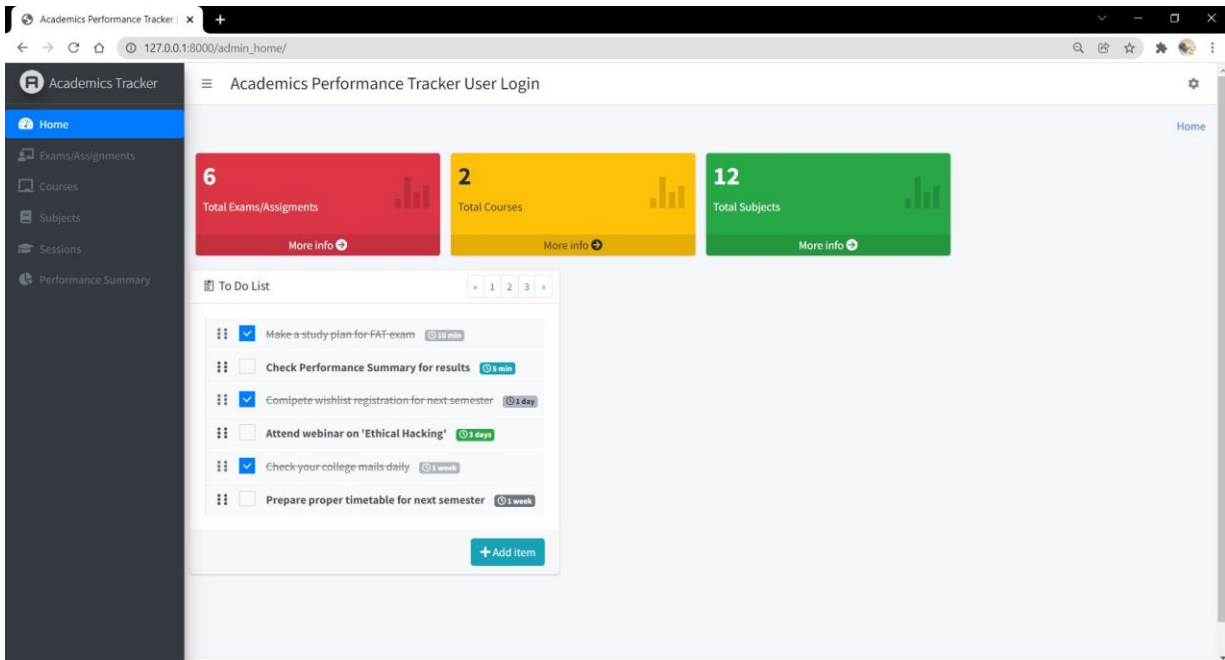 Academics Performance Tracker |
127.0.0.1:8000/admin_home/
Academics Tracker
Academics Performance Tracker User Login
Home
Home
Exams/Assignments
Courses
Subjects
Sessions
Performance Summary
6
Total Exams/Assigments
More info
2
Total Courses
More info
12
Total Subjects
More info
To Do List
« 1 2 3 »
Make a study plan for FAT exam 10 min
Check Performance Summary for results 5 min
Comlpete wishlist registration for next semester 1 day
Attend webinar on 'Ethical Hacking' 3 days
Check your college mails daily 1 week
Prepare proper timetable for next semester 1 week
+ Add item